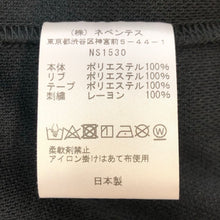 （株）ネペンテス
東京都渋谷区神宮前５－４４－１
NS1530
本体　ポリエステル100%
リブ　ポリエステル100%
テープ　ポリエステル100%
刺繍　レーヨン　100%
柔軟剤禁止
アイロン掛けはあて布使用
日本製